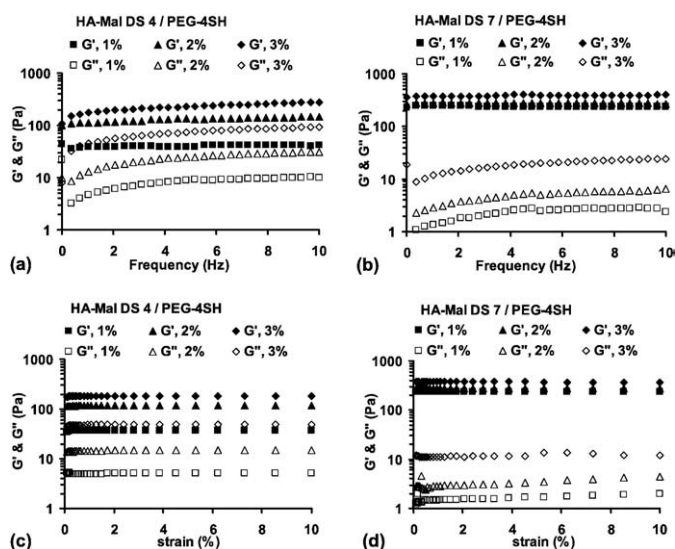 HA-Mal DS 4 / PEG-4SH
■ G', 1% ▲ G', 2% ◆ G', 3%
□ G'', 1% △ G'', 2% ◇ G'', 3%
1000
100
10
1
G' & G'' (Pa)
0 2 4 6 8 10
(a) Frequency (Hz)
HA-Mal DS 7 / PEG-4SH
■ G', 1% ▲ G', 2% ◆ G', 3%
□ G'', 1% △ G'', 2% ◇ G'', 3%
1000
100
10
1
G' & G'' (Pa)
0 2 4 6 8 10
(b) Frequency (Hz)
HA-Mal DS 4 / PEG-4SH
■ G', 1% ▲ G', 2% ◆ G', 3%
□ G'', 1% △ G'', 2% ◇ G'', 3%
1000
100
10
1
G' & G'' (Pa)
0 2 4 6 8 10
(c) strain (%)
HA-Mal DS 7 / PEG-4SH
■ G', 1% ▲ G', 2% ◆ G', 3%
□ G'', 1% △ G'', 2% ◇ G'', 3%
1000
100
10
1
G' & G'' (Pa)
0 2 4 6 8 10
(d) strain (%)